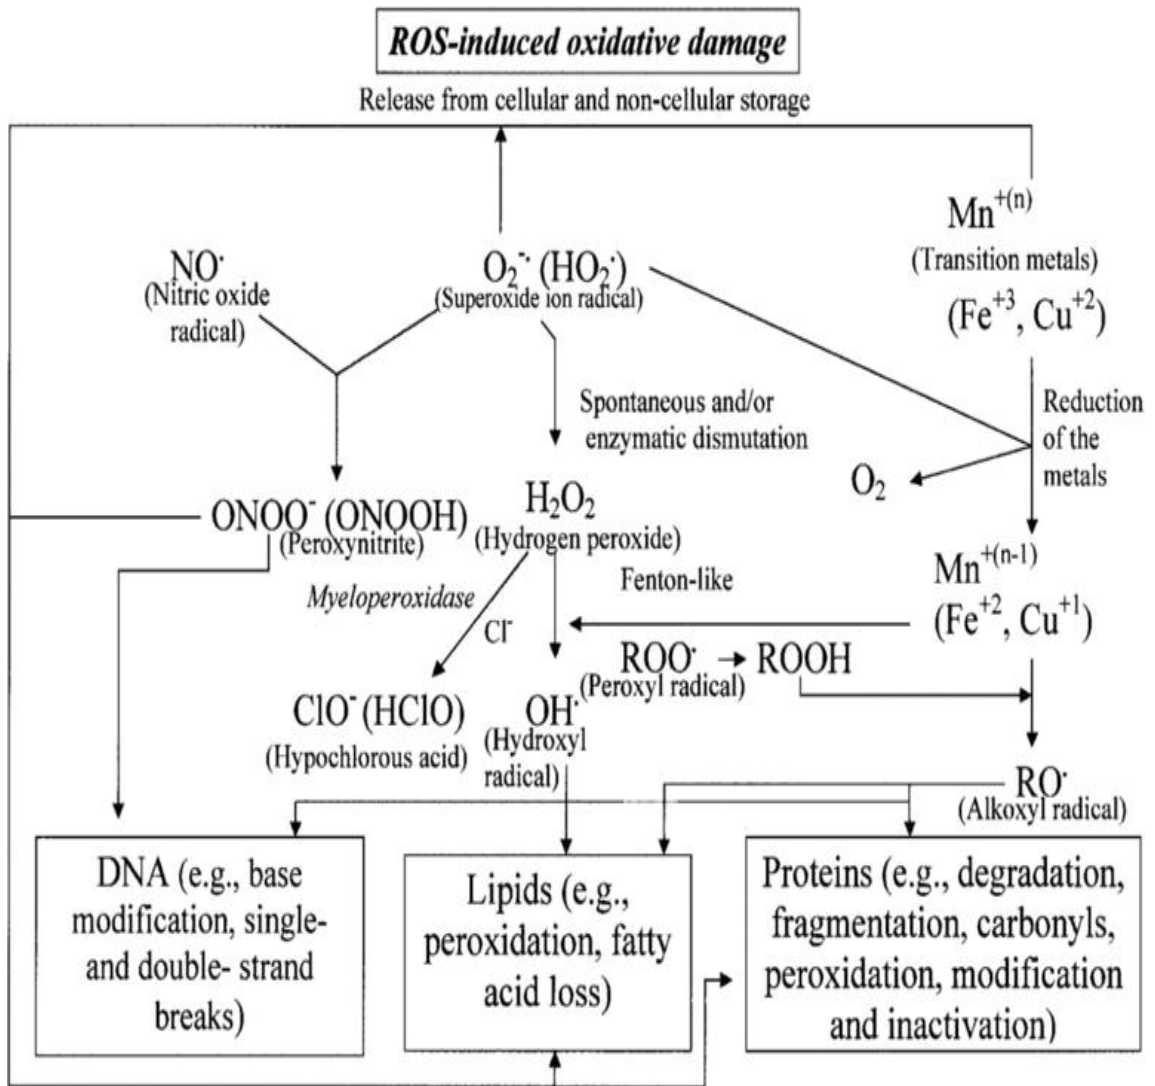 ROS-induced oxidative damage
Release from cellular and non-cellular storage
Mn⁺⁽ⁿ⁾
(Transition metals)
(Fe⁺³, Cu⁺²)
NO·
(Nitric oxide
radical)
O₂⁻· (HO₂·)
(Superoxide ion radical)
Spontaneous and/or
enzymatic dismutation
Reduction
of the
metals
O₂
ONOO⁻ (ONOOH)
(Peroxynitrite)
H₂O₂
(Hydrogen peroxide)
Mn⁺⁽ⁿ⁻¹⁾
(Fe⁺², Cu⁺¹)
Myeloperoxidase
Cl⁻
Fenton-like
ROO·
(Peroxyl radical)
ROOH
ClO⁻ (HClO)
(Hypochlorous acid)
OH·
(Hydroxyl
radical)
RO·
(Alkoxyl radical)
DNA (e.g., base
modification, single-
and double- strand
breaks)
Lipids (e.g.,
peroxidation, fatty
acid loss)
Proteins (e.g., degradation,
fragmentation, carbonyls,
peroxidation, modification
and inactivation)